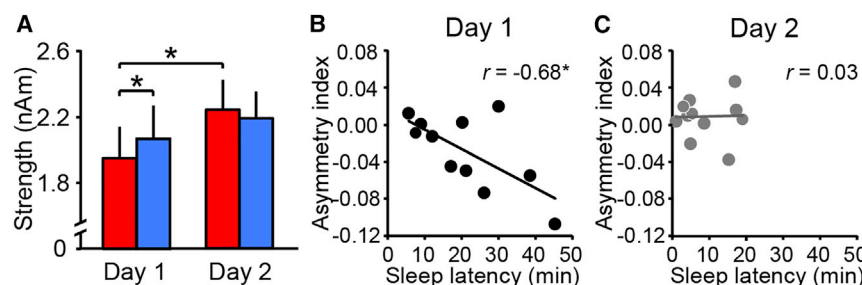 A
Strength (nAm)
2.6
2.2
1.8
0
*
*
Day 1
Day 2
B
Day 1
r = -0.68*
Asymmetry index
0.08
0.04
0.00
-0.04
-0.08
-0.12
0 10 20 30 40 50
Sleep latency (min)
C
Day 2
r = 0.03
Asymmetry index
0.08
0.04
0.00
-0.04
-0.08
-0.12
0 10 20 30 40 50
Sleep latency (min)